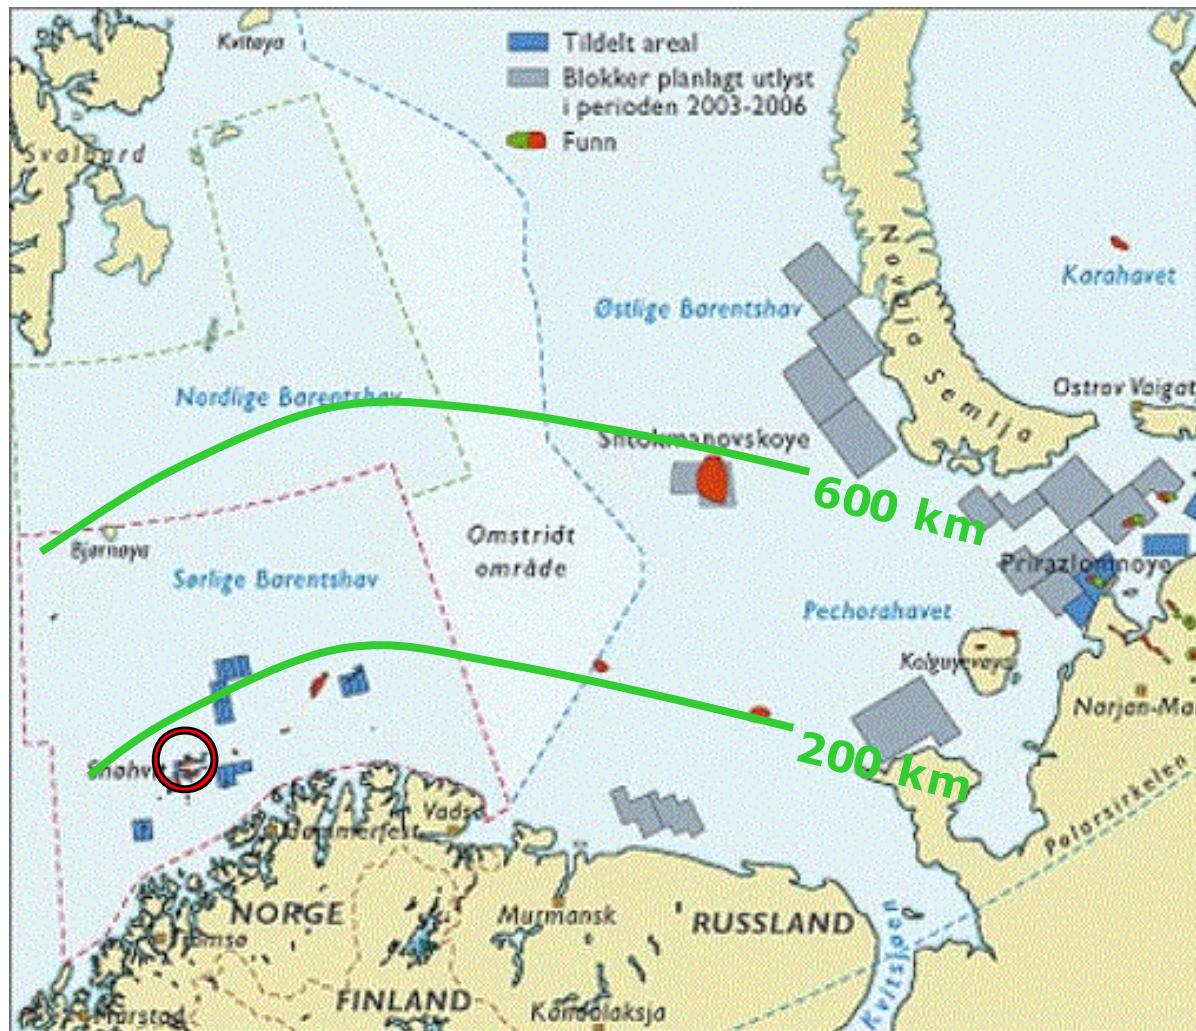 Kvitøya
Tildelt areal
Blokker planlagt utlyst
i perioden 2003-2006
Funn
Svalbard
Novaja Semlja
Karahavet
Østlige Barentshav
Nordlige Barentshav
Ostrov Vaigat
Shtokmanovskoye
600 km
Omstridt
område
Bjørnøya
Sørlige Barentshav
Prirazlomnoye
Pechorahavet
Kolguyevøya
Narjan-Ma
200 km
Snøhvit
Vadsø
Hammerfest
Polarsirkelen
NORGE
Murmansk
RUSSLAND
Tromsø
Kvitsjøen
FINLAND
Kandalaksja
Harstad